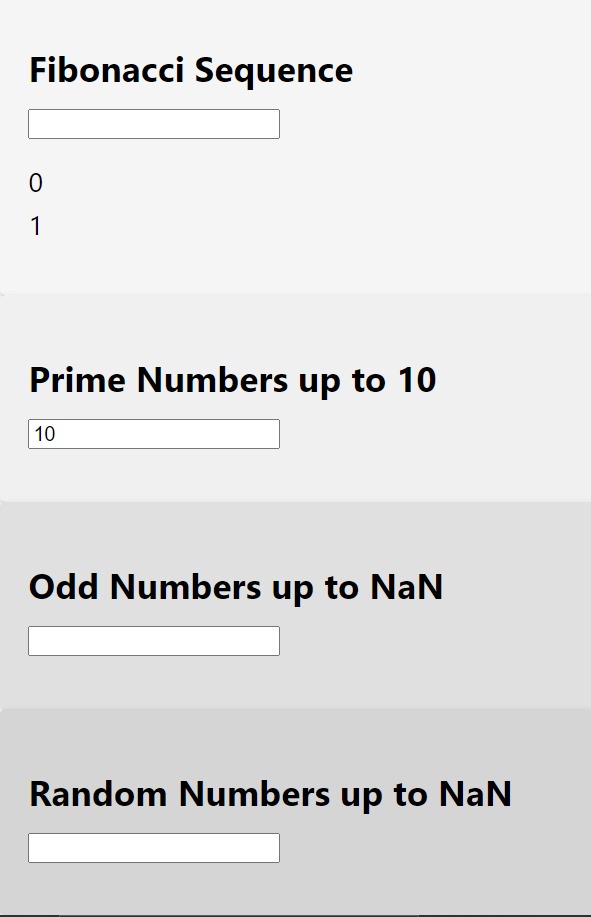 Fibonacci Sequence
0
1
Prime Numbers up to 10
10
Odd Numbers up to NaN
Random Numbers up to NaN